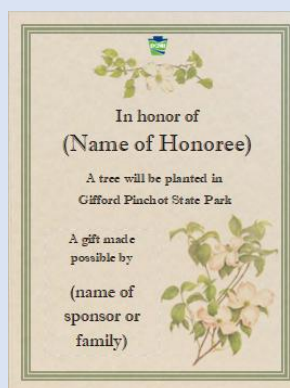 In honor of
(Name of Honoree)
A tree will be planted in
Gifford Pinchot State Park
A gift made
possible by
(name of
sponsor or
family)